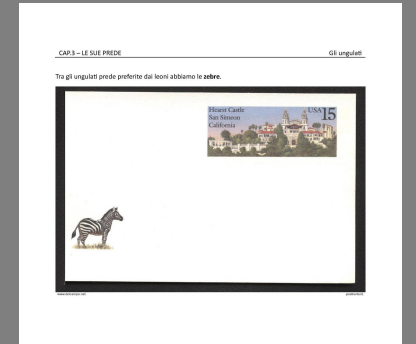 CAP.3 – LE SUE PREDE
Gli ungulati
Tra gli ungulati prede preferite dai leoni abbiamo le zebre.
Hearst Castle
San Simeon
California
USA 15